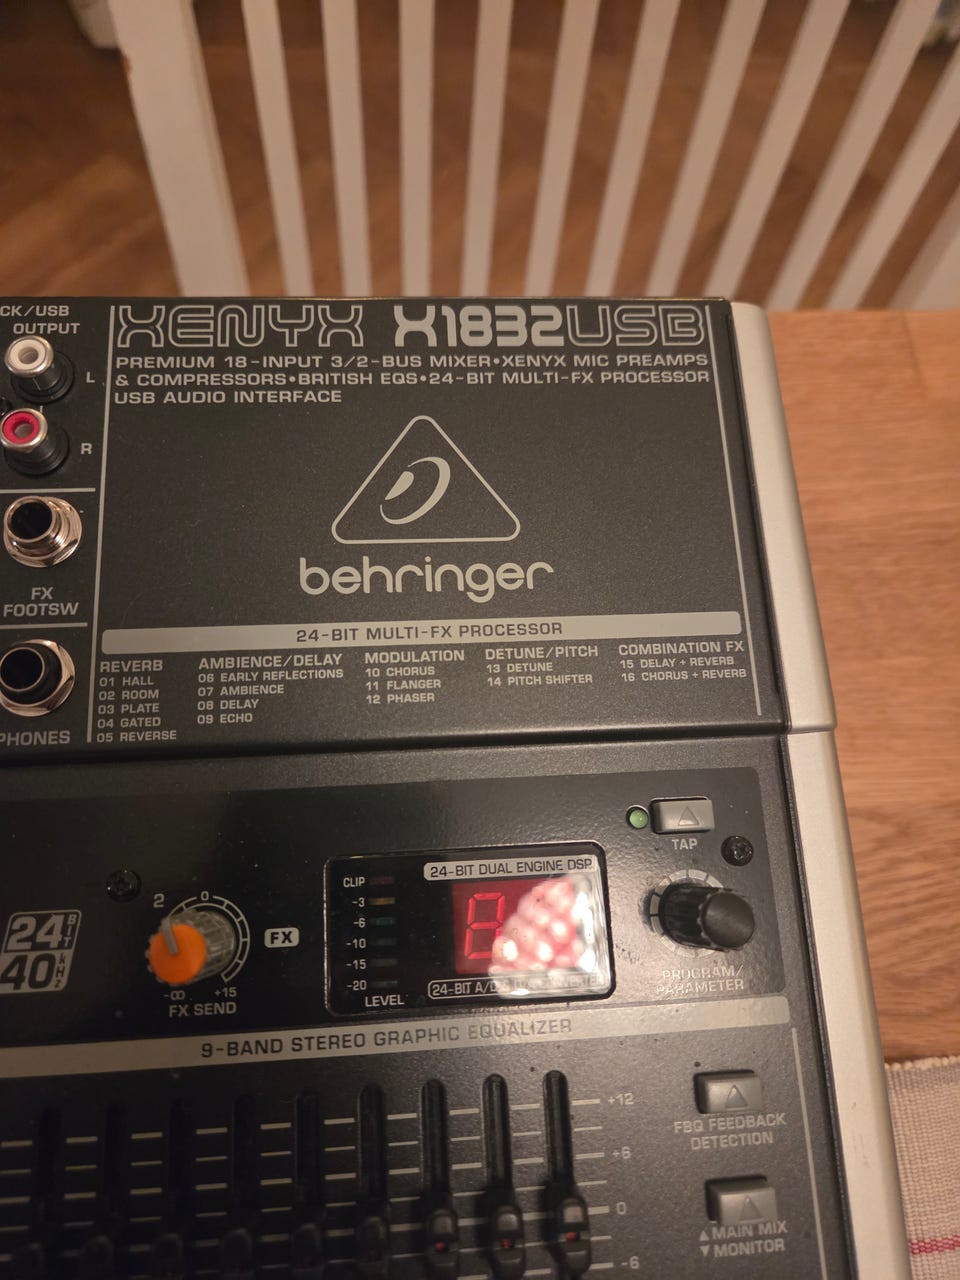 CK/USB
OUTPUT
L
R
FX
FOOTSW
PHONES
XENYX X1832USB
PREMIUM 18-INPUT 3/2-BUS MIXER•XENYX MIC PREAMPS
& COMPRESSORS•BRITISH EQS•24-BIT MULTI-FX PROCESSOR
USB AUDIO INTERFACE
behringer
24-BIT MULTI-FX PROCESSOR
REVERB
01 HALL
02 ROOM
03 PLATE
04 GATED
05 REVERSE
AMBIENCE/DELAY
06 EARLY REFLECTIONS
07 AMBIENCE
08 DELAY
09 ECHO
MODULATION
10 CHORUS
11 FLANGER
12 PHASER
DETUNE/PITCH
13 DETUNE
14 PITCH SHIFTER
COMBINATION FX
15 DELAY + REVERB
16 CHORUS + REVERB
TAP
24 BIT
40 kHz
2
0
-∞ +15
FX SEND
FX
24-BIT DUAL ENGINE DSP
CLIP
-3
-6
-10
-15
-20
LEVEL
24-BIT A/D
PROGRAM/
PARAMETER
9-BAND STEREO GRAPHIC EQUALIZER
+12
+6
0
-6
FBQ FEEDBACK
DETECTION
▲MAIN MIX
▼MONITOR